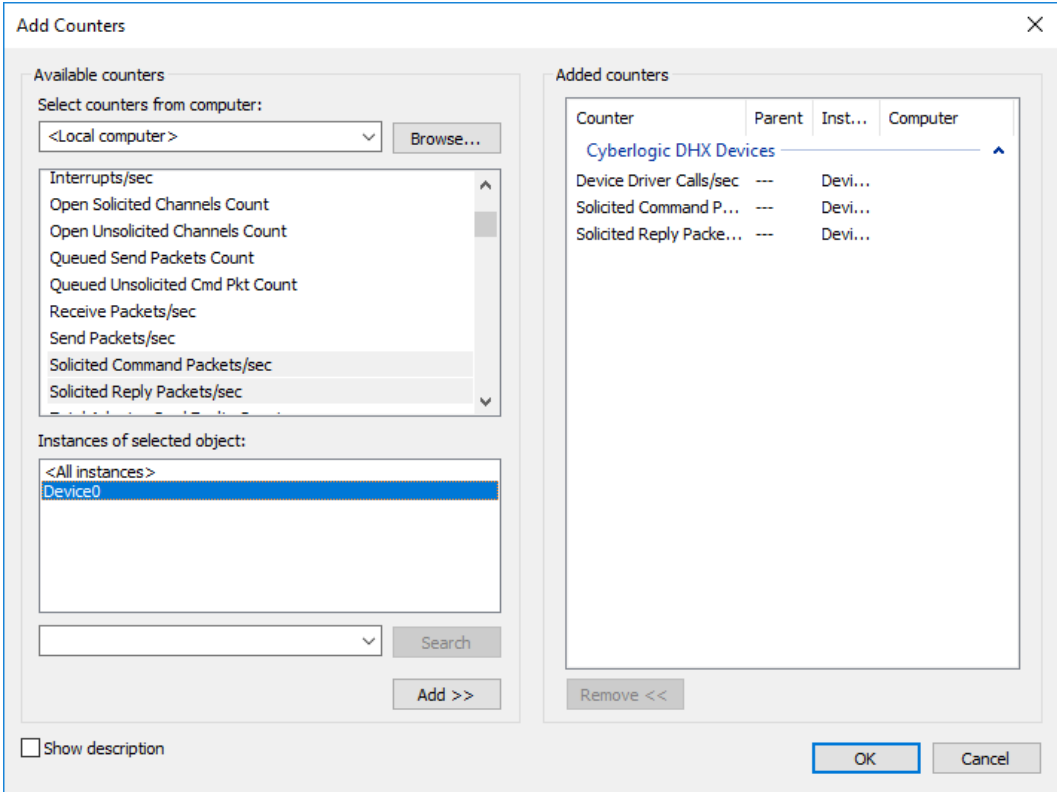 Add Counters
Available counters
Select counters from computer:
<Local computer>
Browse...
Interrupts/sec
Open Solicited Channels Count
Open Unsolicited Channels Count
Queued Send Packets Count
Queued Unsolicited Cmd Pkt Count
Receive Packets/sec
Send Packets/sec
Solicited Command Packets/sec
Solicited Reply Packets/sec
Instances of selected object:
<All instances>
Device0
Search
Add >>
Show description
Added counters
Counter Parent Inst... Computer
Cyberlogic DHX Devices
Device Driver Calls/sec --- Devi...
Solicited Command P... --- Devi...
Solicited Reply Packe... --- Devi...
Remove <<
OK
Cancel